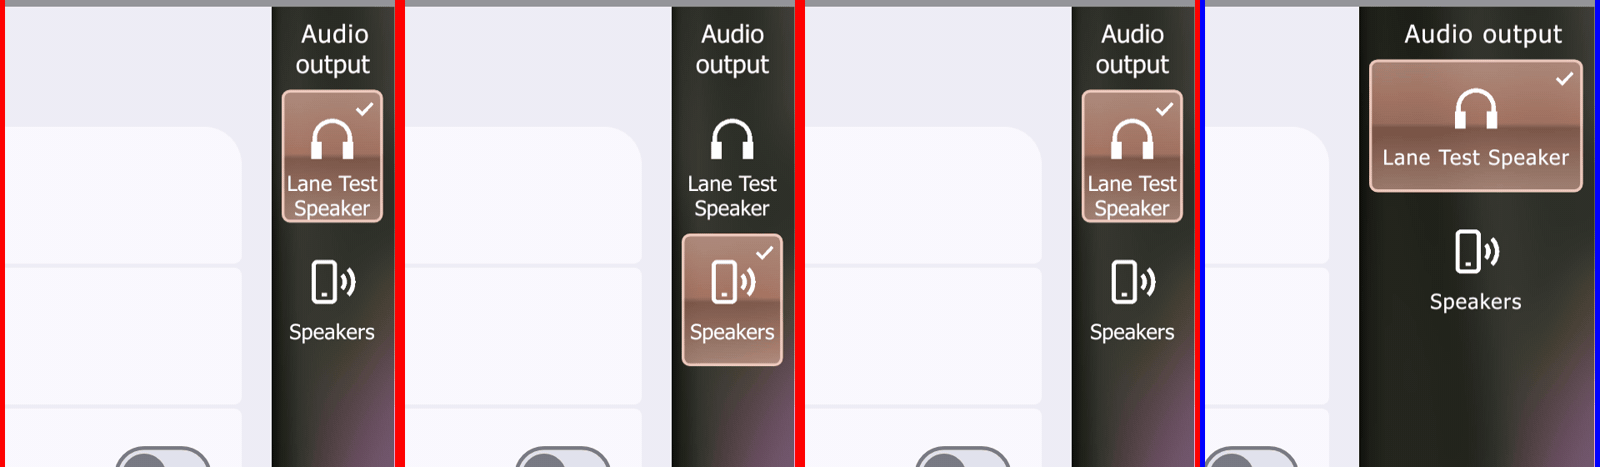 Audio
output
Lane Test
Speaker
Speakers
Audio
output
Lane Test
Speaker
Speakers
Audio
output
Lane Test
Speaker
Speakers
Audio output
Lane Test Speaker
Speakers